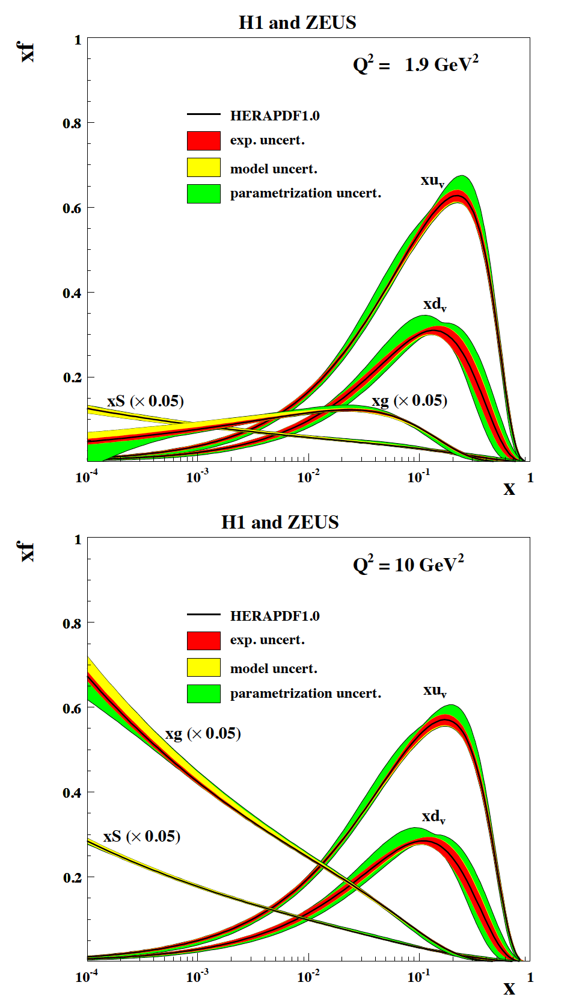 H1 and ZEUS
xf
1
Q² = 1.9 GeV²
HERAPDF1.0
exp. uncert.
model uncert.
parametrization uncert.
0.8
0.6
0.4
0.2
xuᵥ
xdᵥ
xS (× 0.05)
xg (× 0.05)
10⁻⁴ 10⁻³ 10⁻² 10⁻¹ 1
x
H1 and ZEUS
xf
1
Q² = 10 GeV²
HERAPDF1.0
exp. uncert.
model uncert.
parametrization uncert.
0.8
0.6
0.4
0.2
xuᵥ
xg (× 0.05)
xdᵥ
xS (× 0.05)
10⁻⁴ 10⁻³ 10⁻² 10⁻¹ 1
x